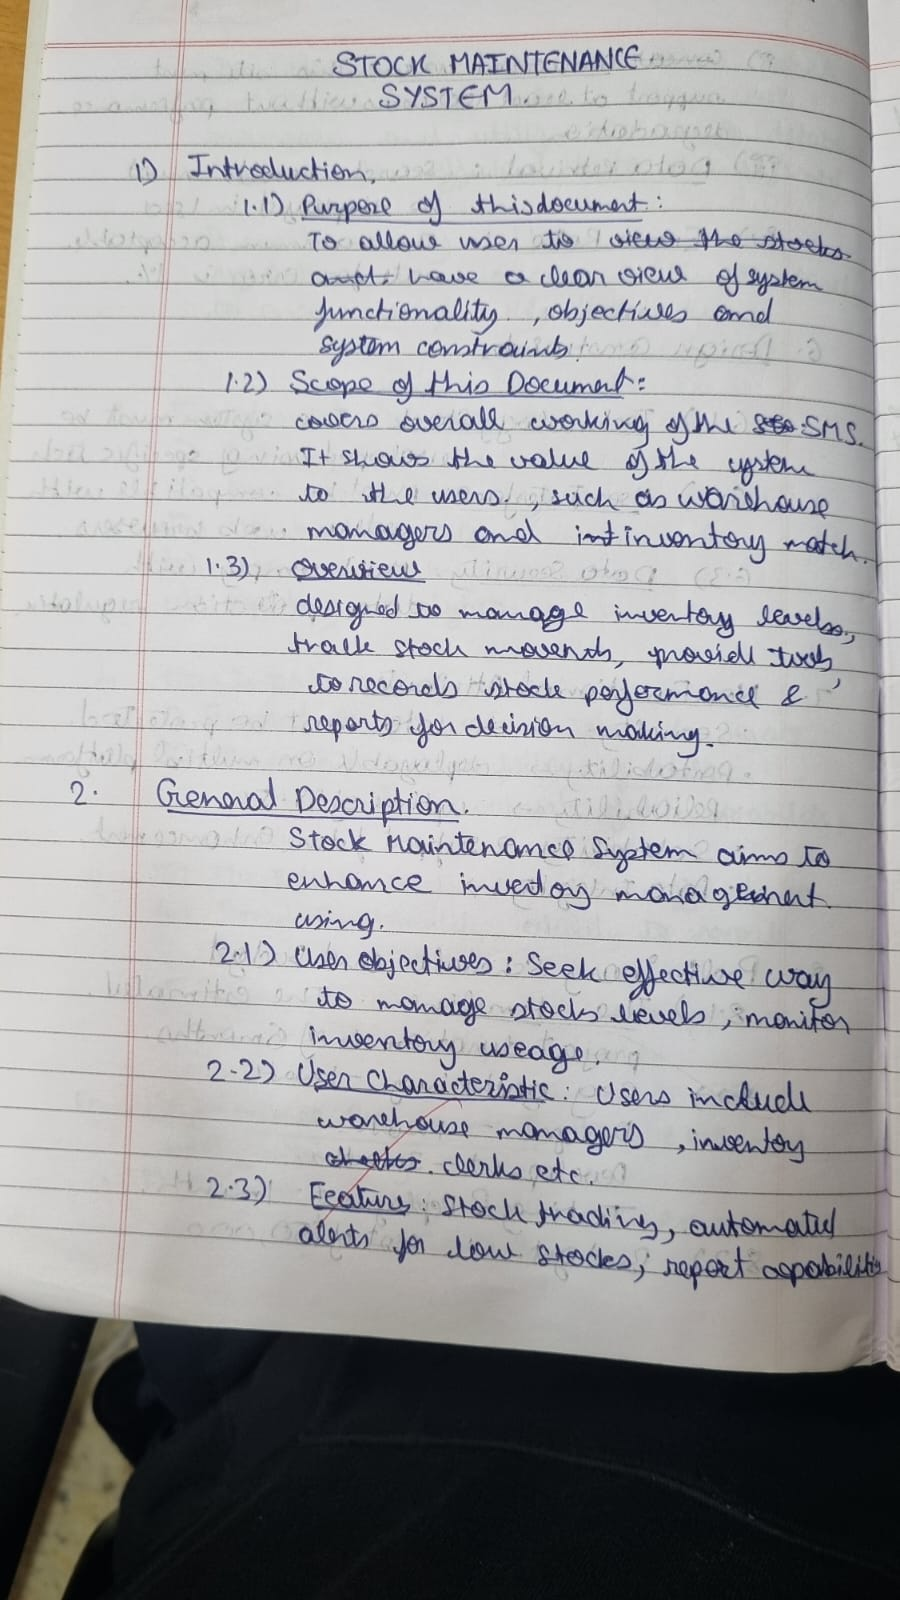 STOCK MAINTENANCE
SYSTEM
1) Introduction.
1.1) Purpose of this document:
To allow user to view the stocks
and have a clear view of system
functionality, objectives and
system constraints.
1.2) Scope of this Document:
covers overall working of the SMS.
It shows the value of the system
to the users, such as warehouse
managers and inventory match.
1.3) Overview
designed to manage inventory levels,
track stock movents, provide tools
to records stock performance &
reports for decision making.
2. General Description.
Stock Maintenance System aims to
enhance management
using.
2.1) User objectives: Seek effective way
to manage stocks levels, monitor
inventory useage.
2.2) User Characteristic: Users include
warehouse managers, inventory
clerks etc.
2.3) Feature: Stock tracking, automated
alerts for low stocks, report capabilities